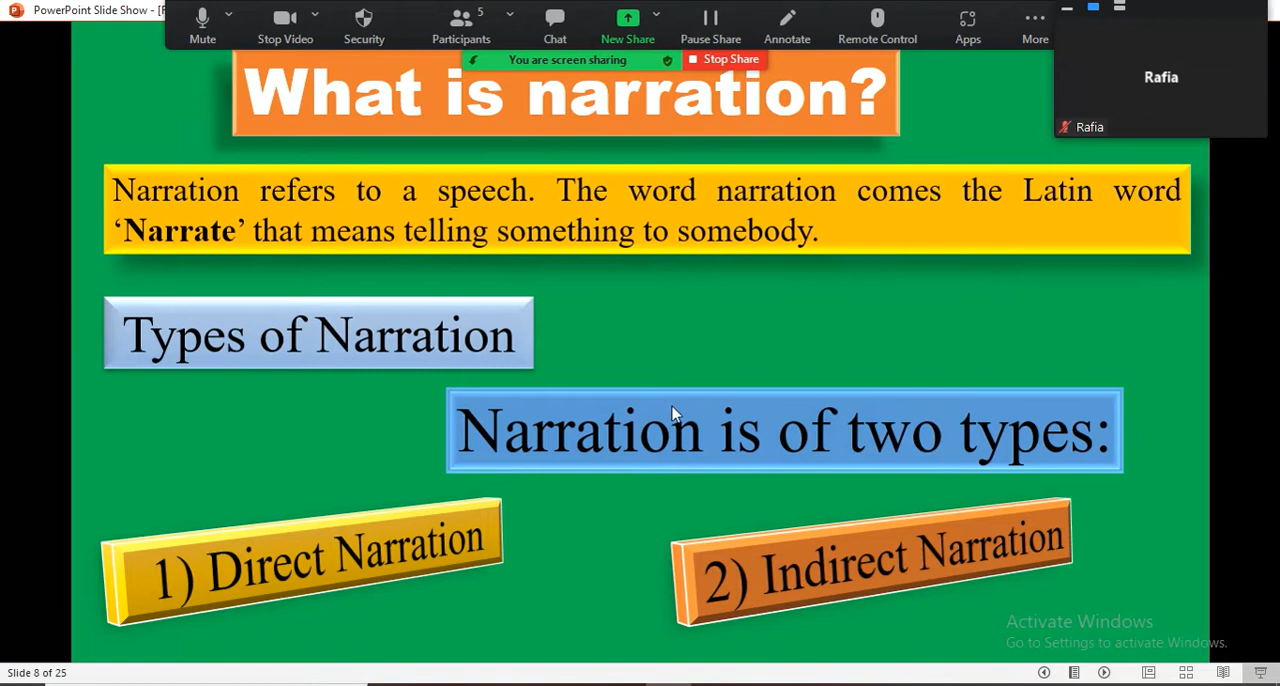 PowerPoint Slide Show - [F
Mute
Stop Video
Security
Participants
5
Chat
New Share
Pause Share
Annotate
Remote Control
Apps
More
You are screen sharing
Stop Share
Rafia
Rafia
What is narration?
Narration refers to a speech. The word narration comes the Latin word
‘Narrate’ that means telling something to somebody.
Types of Narration
Narration is of two types:
1) Direct Narration
2) Indirect Narration
Activate Windows
Go to Settings to activate Windows.
Slide 8 of 25